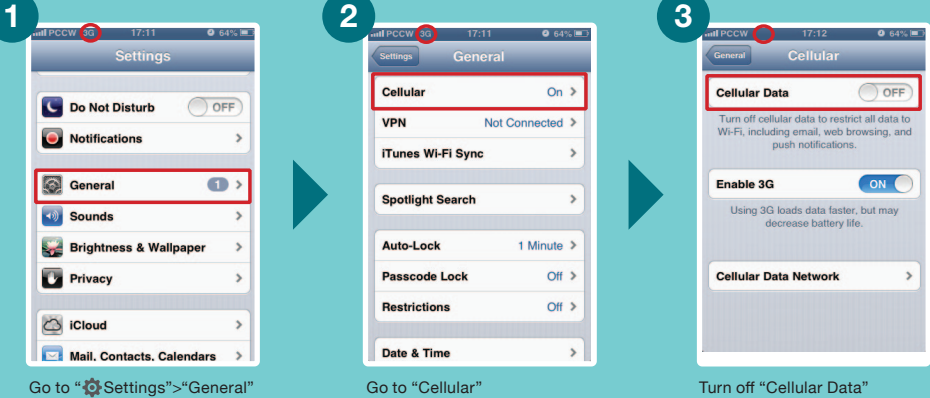 1
PCCW 3G 17:11 64%
Settings
Do Not Disturb OFF
Notifications
General 1
Sounds
Brightness & Wallpaper
Privacy
iCloud
Mail, Contacts, Calendars
Go to “Settings”>“General”
2
PCCW 3G 17:11 64%
Settings General
Cellular On
VPN Not Connected
iTunes Wi-Fi Sync
Spotlight Search
Auto-Lock 1 Minute
Passcode Lock Off
Restrictions Off
Date & Time
Go to “Cellular”
3
PCCW 17:12 64%
General Cellular
Cellular Data OFF
Turn off cellular data to restrict all data to
Wi-Fi, including email, web browsing, and
push notifications.
Enable 3G ON
Using 3G loads data faster, but may
decrease battery life.
Cellular Data Network
Turn off “Cellular Data”